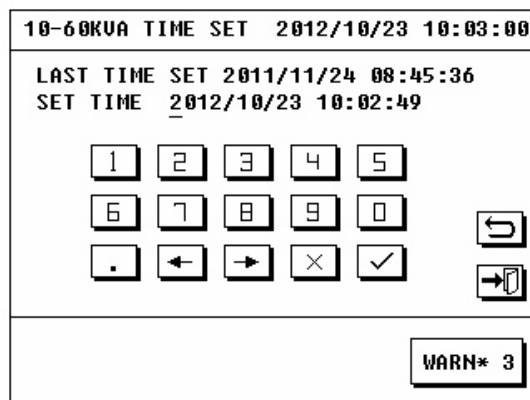 10-60KVA TIME SET 2012/10/23 10:03:00
LAST TIME SET 2011/11/24 08:45:36
SET TIME 2012/10/23 10:02:49
1 2 3 4 5
6 7 8 9 0
. ← → × ✓
WARN* 3